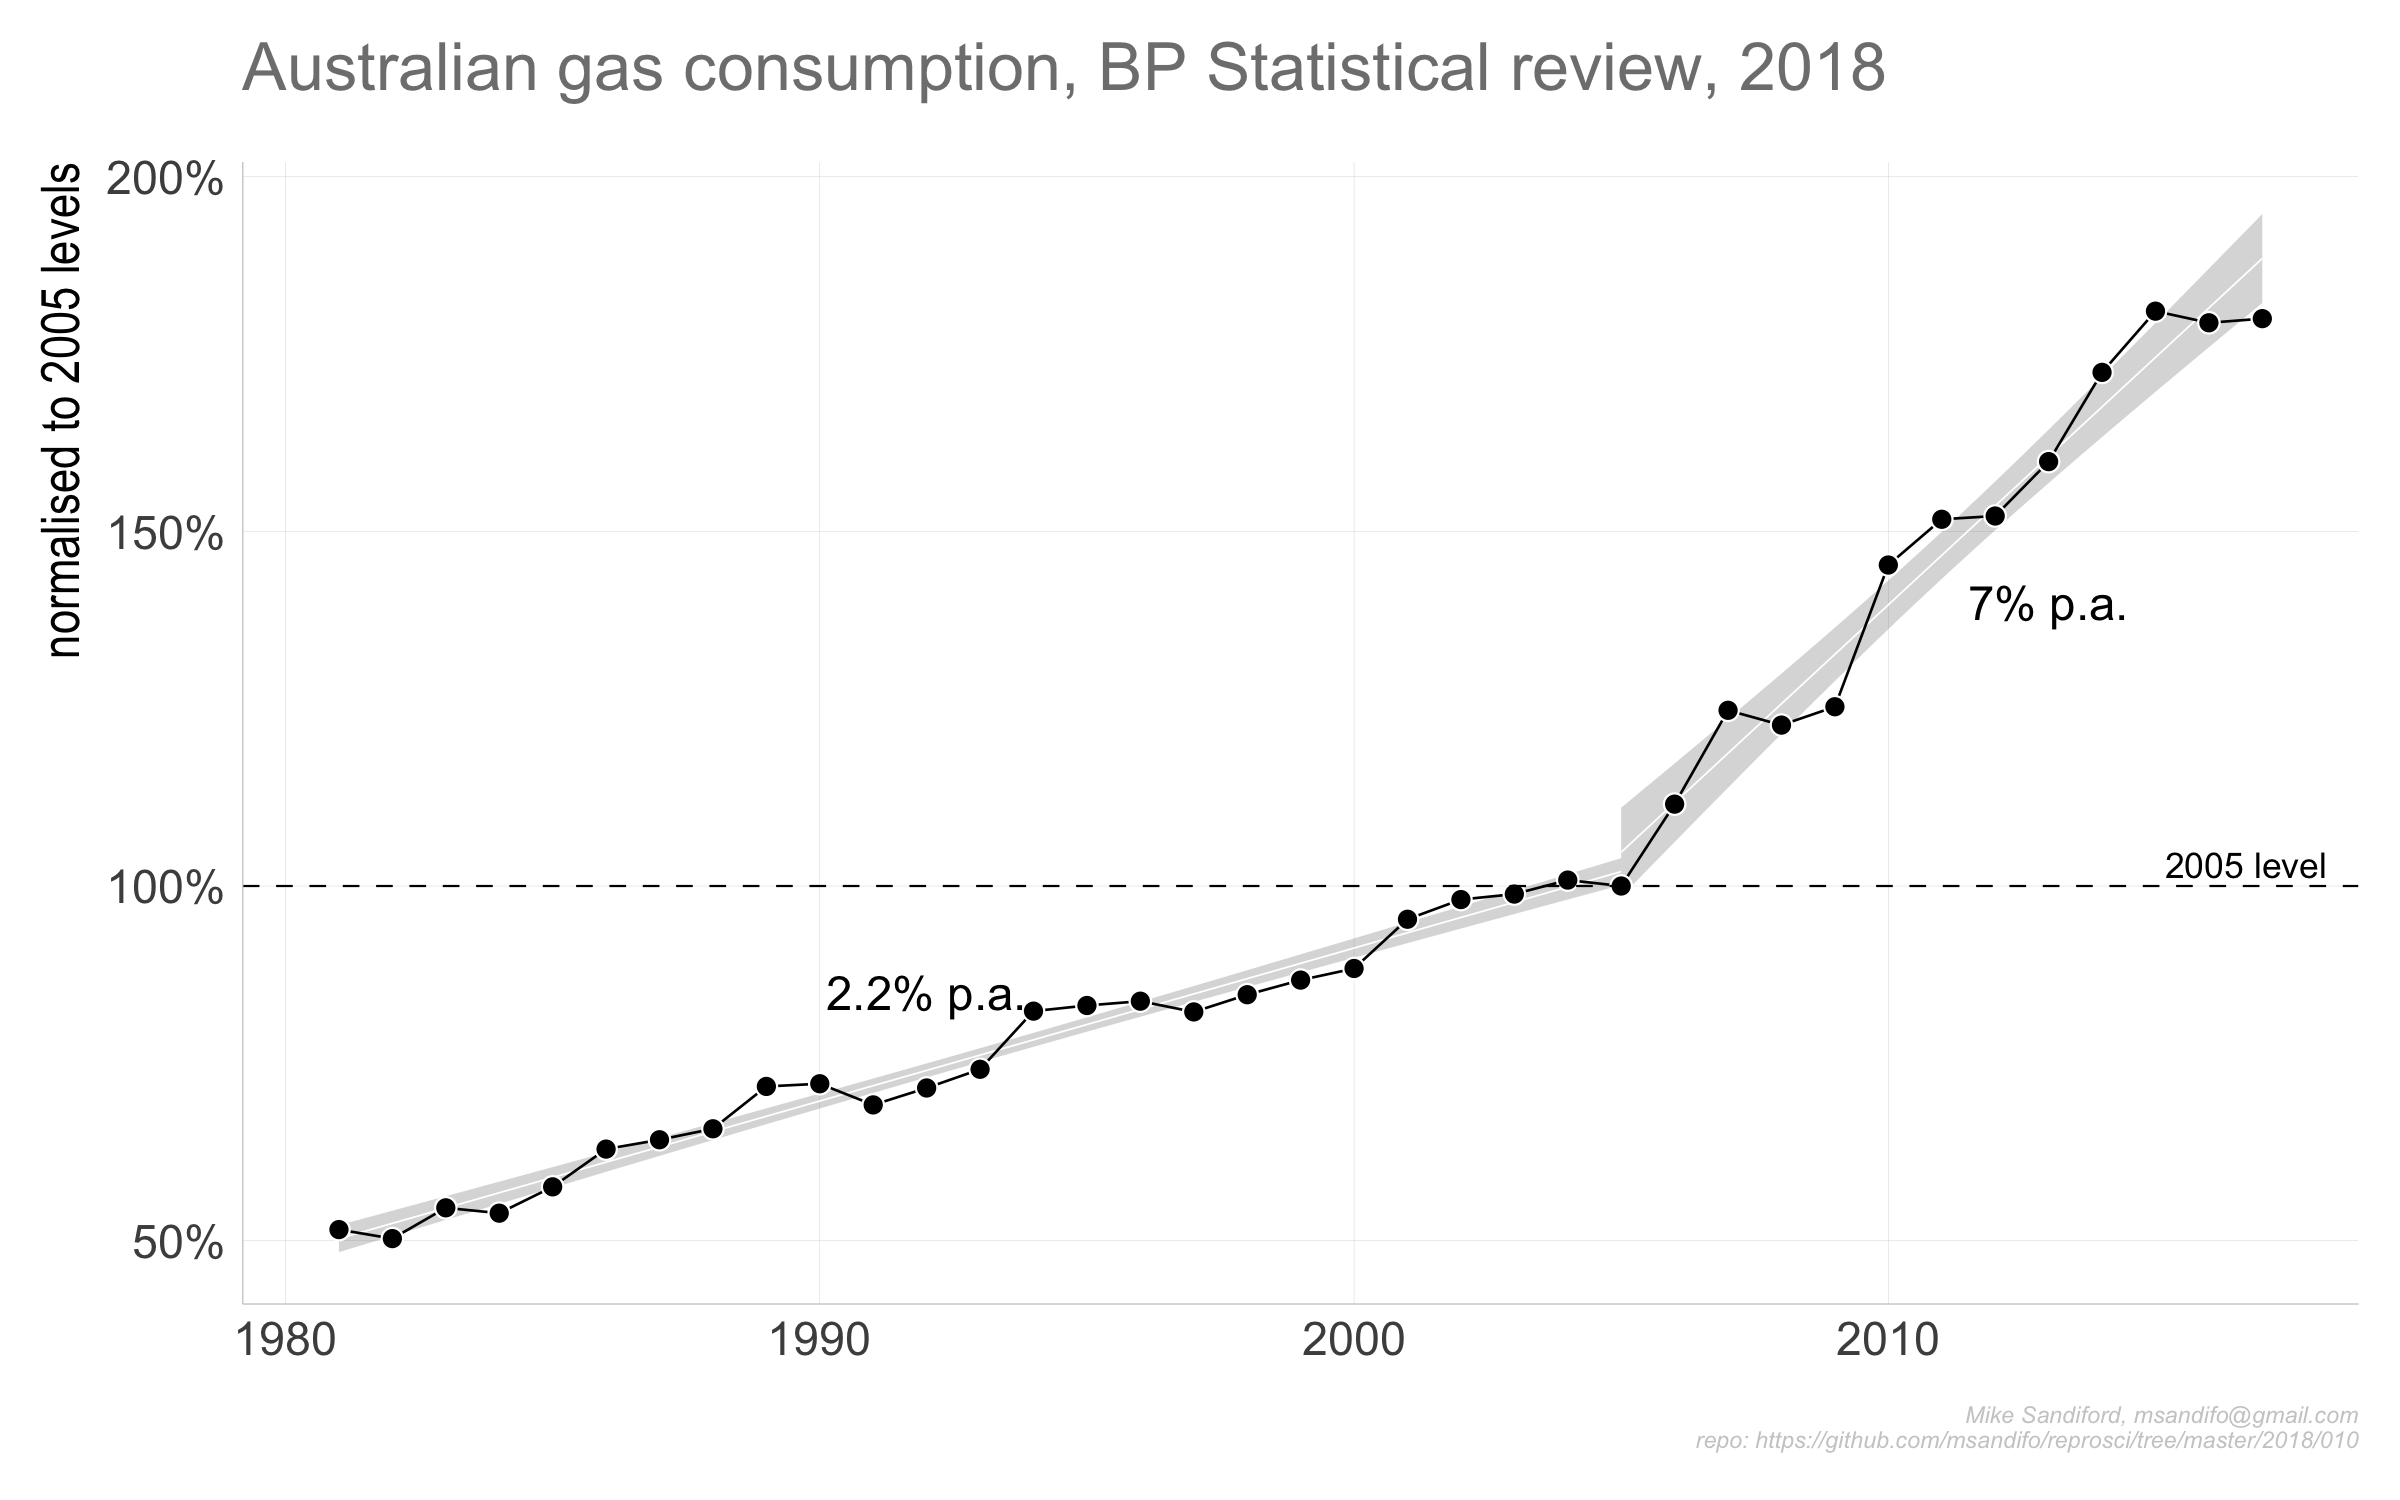 Australian gas consumption, BP Statistical review, 2018
normalised to 2005 levels
200%
150%
100%
50%
7% p.a.
2005 level
2.2% p.a.
1980
1990
2000
2010
Mike Sandiford, msandifo@gmail.com
repo: https://github.com/msandifo/reprosci/tree/master/2018/010